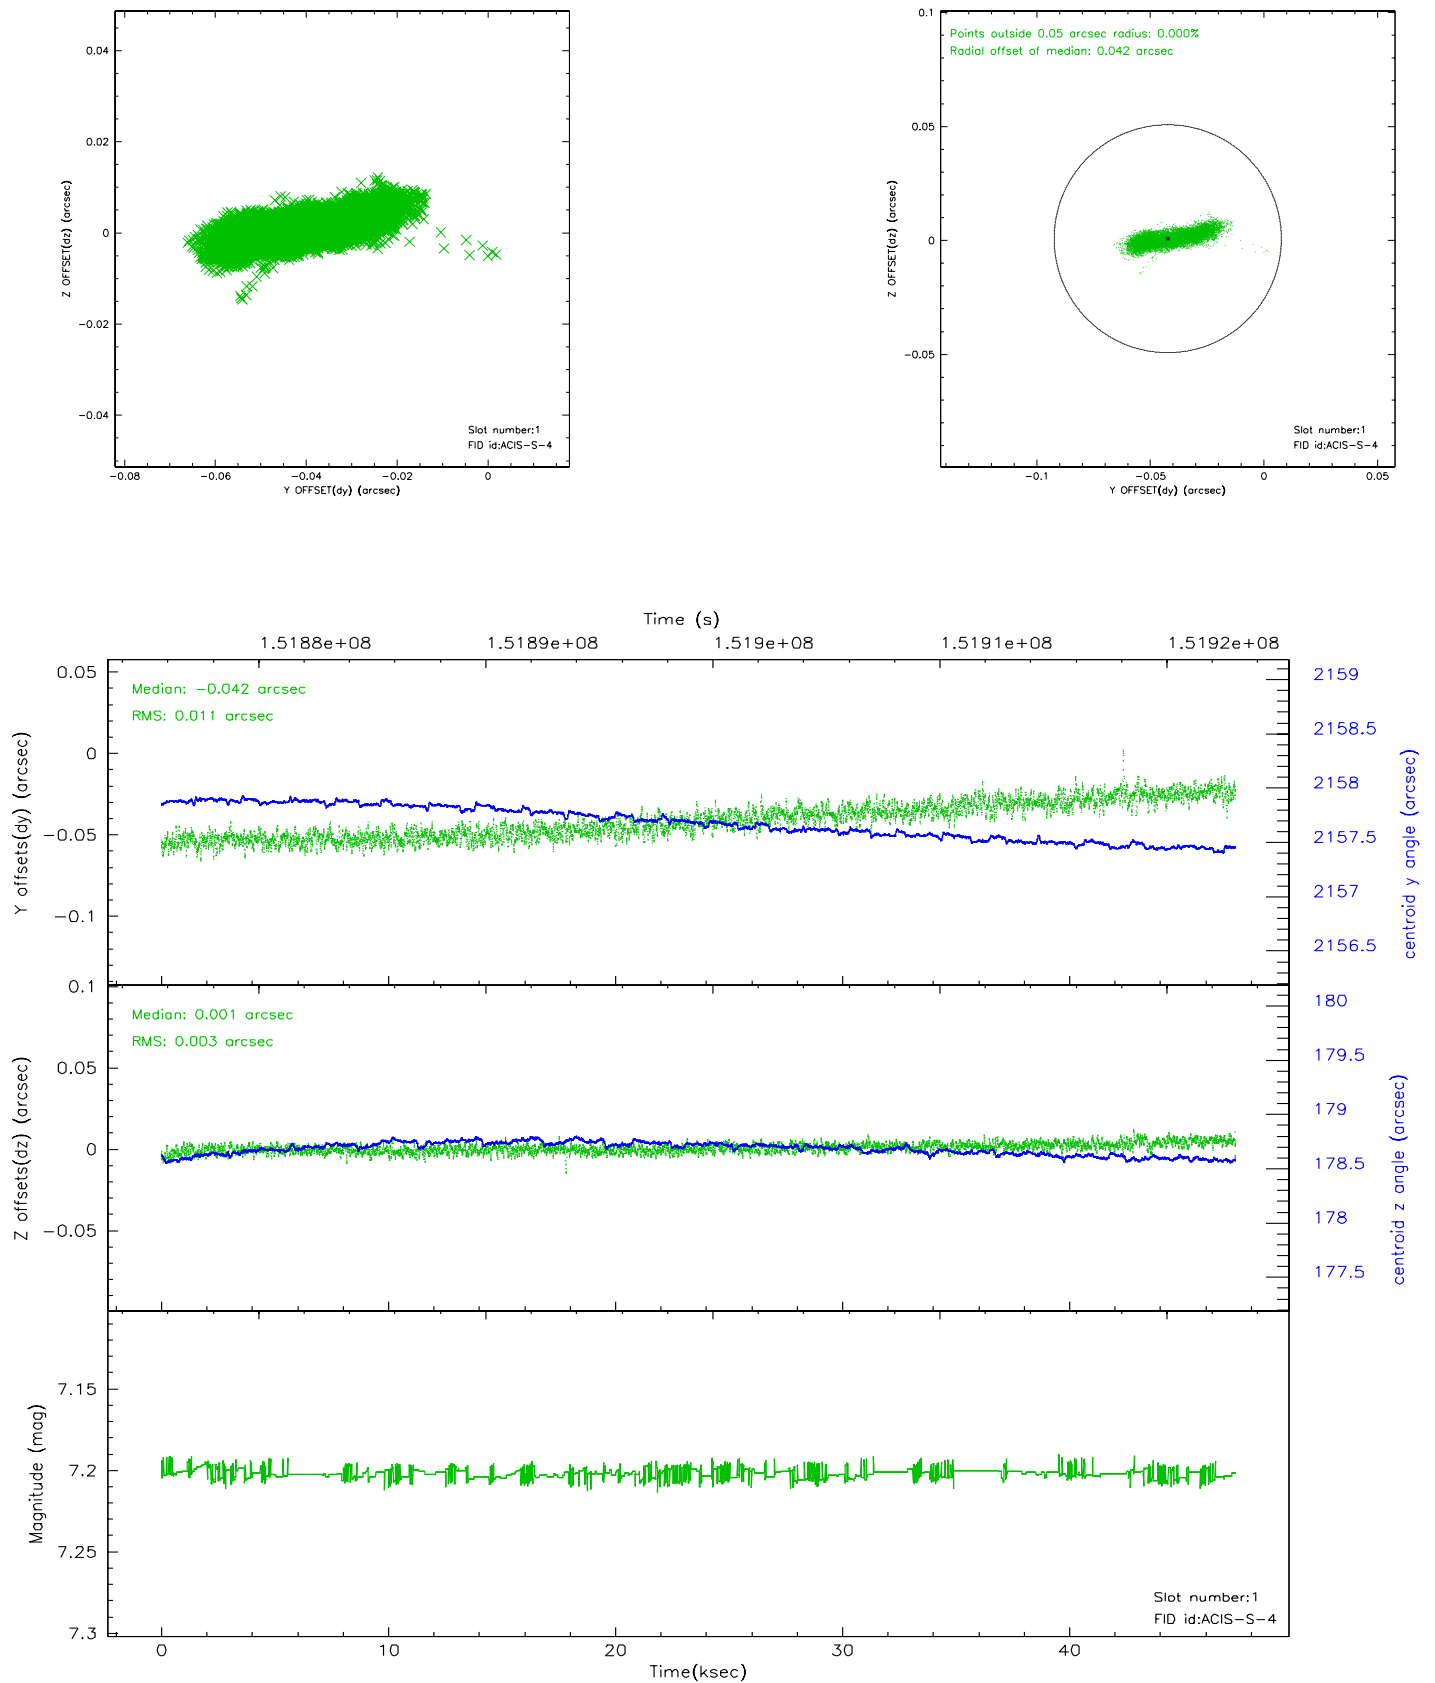 0.04
0.02
0
−0.02
−0.04
Z OFFSET(dz) (arcsec)
Slot number:1
FID id:ACIS−S−4
−0.08
−0.06
−0.04
−0.02
0
Y OFFSET(dy) (arcsec)
0.1
0.05
0
−0.05
Z OFFSET(dz) (arcsec)
Points outside 0.05 arcsec radius: 0.000%
Radial offset of median: 0.042 arcsec
Slot number:1
FID id:ACIS−S−4
−0.1
−0.05
0
0.05
Y OFFSET(dy) (arcsec)
Time (s)
1.5188e+08
1.5189e+08
1.519e+08
1.5191e+08
1.5192e+08
0.05
0
−0.05
−0.1
Y offsets(dy) (arcsec)
Median: −0.042 arcsec
RMS: 0.011 arcsec
2159
2158.5
2158
2157.5
2157
2156.5
centroid y angle (arcsec)
0.1
0.05
0
−0.05
Z offsets(dz) (arcsec)
Median: 0.001 arcsec
RMS: 0.003 arcsec
180
179.5
179
178.5
178
177.5
centroid z angle (arcsec)
7.15
7.2
7.25
7.3
Magnitude (mag)
Slot number:1
FID id:ACIS−S−4
0
10
20
30
40
Time(ksec)